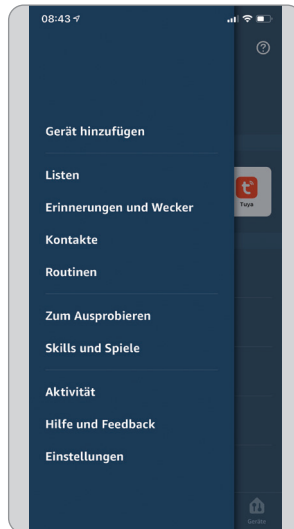 08:43
Gerät hinzufügen
Listen
Erinnerungen und Wecker
Tuya
Kontakte
Routinen
Zum Ausprobieren
Skills und Spiele
Aktivität
Hilfe und Feedback
Einstellungen
Geräte